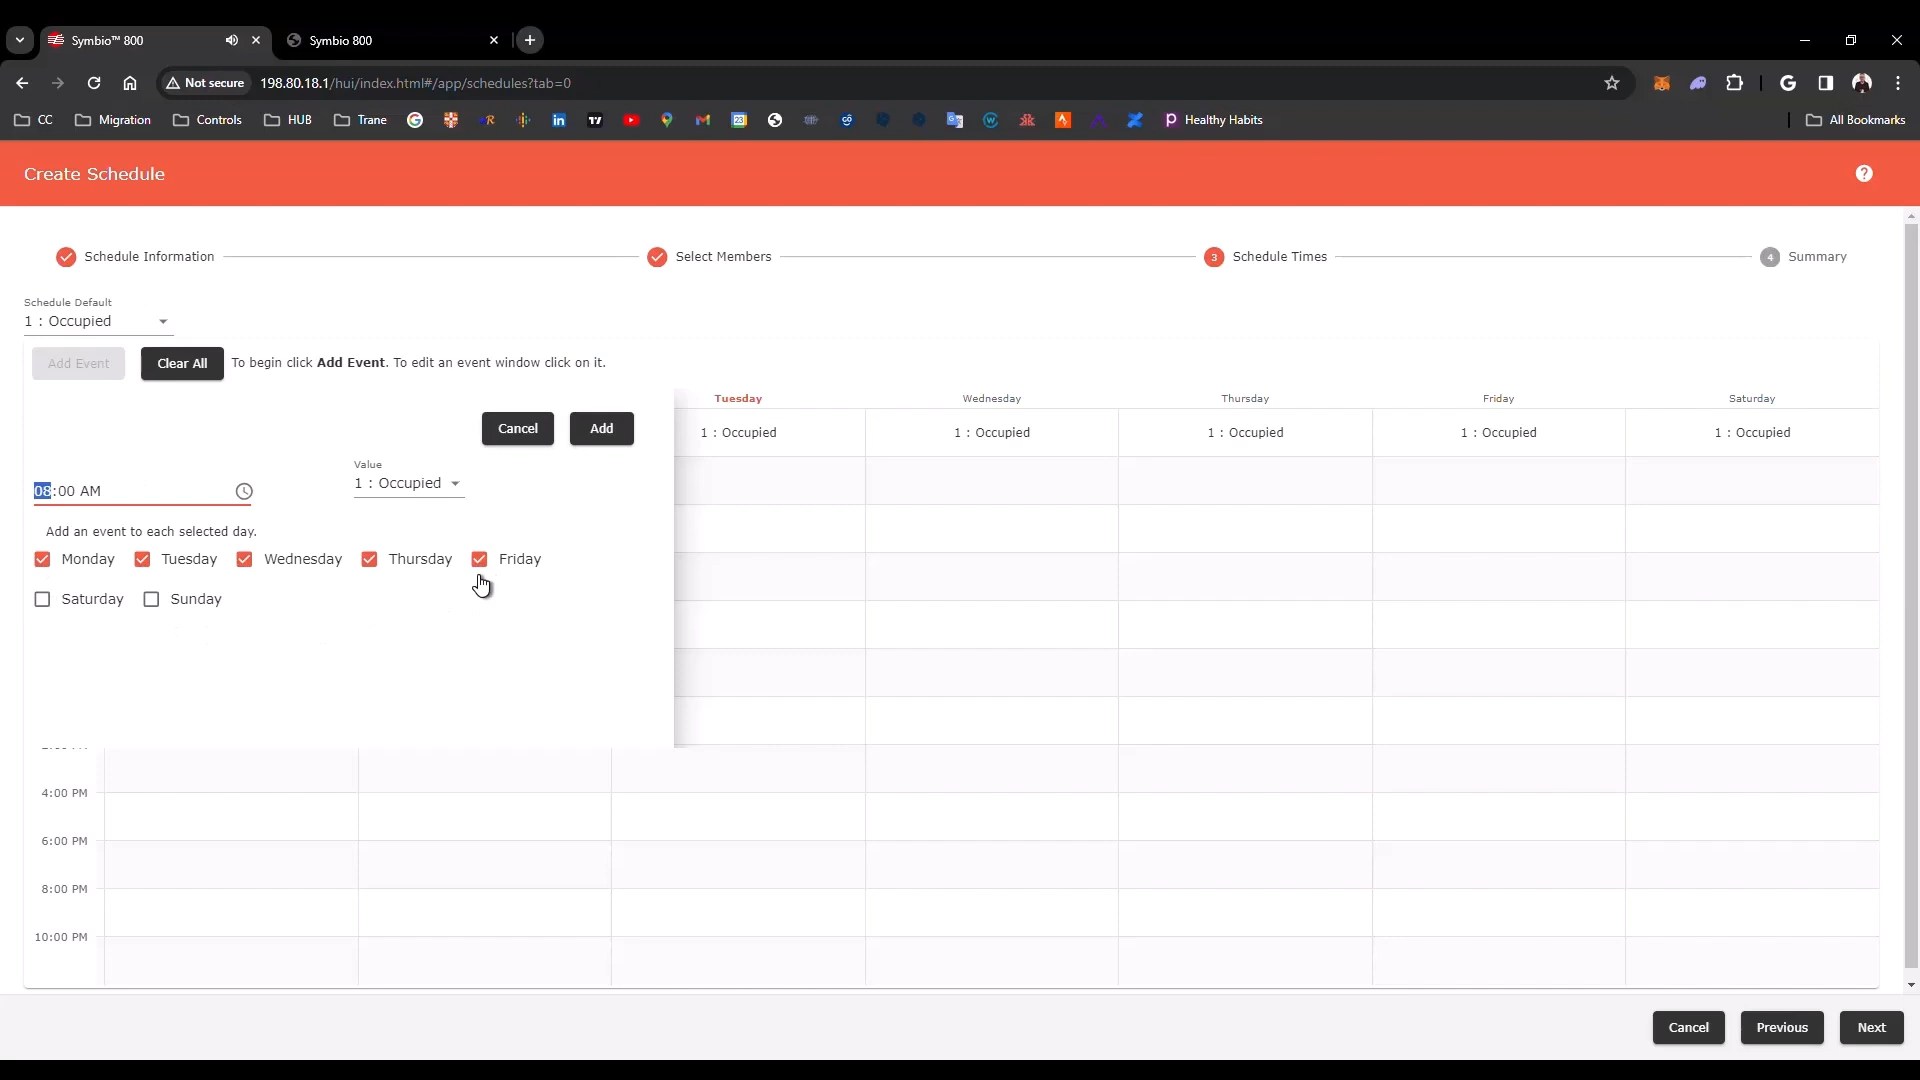 Symbio™ 800
Symbio 800
Not secure
198.80.18.1/hui/index.html#/app/schedules?tab=0
CC
Migration
Controls
HUB
Trane
Healthy Habits
All Bookmarks
Create Schedule
Schedule Information
Select Members
3 Schedule Times
4 Summary
Schedule Default
1 : Occupied
Add Event
Clear All
To begin click Add Event. To edit an event window click on it.
Tuesday
Wednesday
Thursday
Friday
Saturday
Cancel
Add
1 : Occupied
1 : Occupied
1 : Occupied
1 : Occupied
1 : Occupied
Value
1 : Occupied
08:00 AM
Add an event to each selected day.
Monday
Tuesday
Wednesday
Thursday
Friday
Saturday
Sunday
4:00 PM
6:00 PM
8:00 PM
10:00 PM
Cancel
Previous
Next